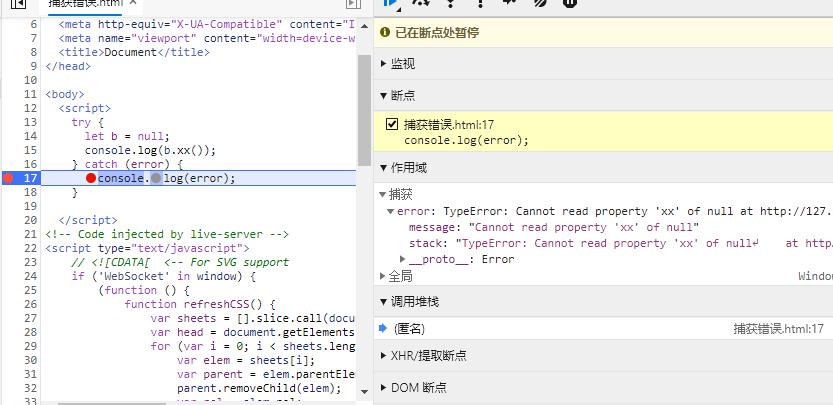 捕获错误.html ×
6 <meta http-equiv="X-UA-Compatible" content="I
7 <meta name="viewport" content="width=device-w
8 <title>Document</title>
9 </head>
10
11 <body>
12 <script>
13 try {
14 let b = null;
15 console.log(b.xx());
16 } catch (error) {
17 console.log(error);
18 }
19
20 </script>
21 <!-- Code injected by live-server -->
22 <script type="text/javascript">
23 // <![CDATA[ <-- For SVG support
24 if ('WebSocket' in window) {
25 (function () {
26 function refreshCSS() {
27 var sheets = [].slice.call(docu
28 var head = document.getElements
29 for (var i = 0; i < sheets.leng
30 var elem = sheets[i];
31 var parent = elem.parentElem
32 parent.removeChild(elem);
已在断点处暂停
监视
断点
捕获错误.html:17
console.log(error);
作用域
捕获
error: TypeError: Cannot read property 'xx' of null at http://127.
message: "Cannot read property 'xx' of null"
stack: "TypeError: Cannot read property 'xx' of null↵ at http:/
__proto__: Error
全局 Window
调用堆栈
(匿名) 捕获错误.html:17
XHR/提取断点
DOM 断点